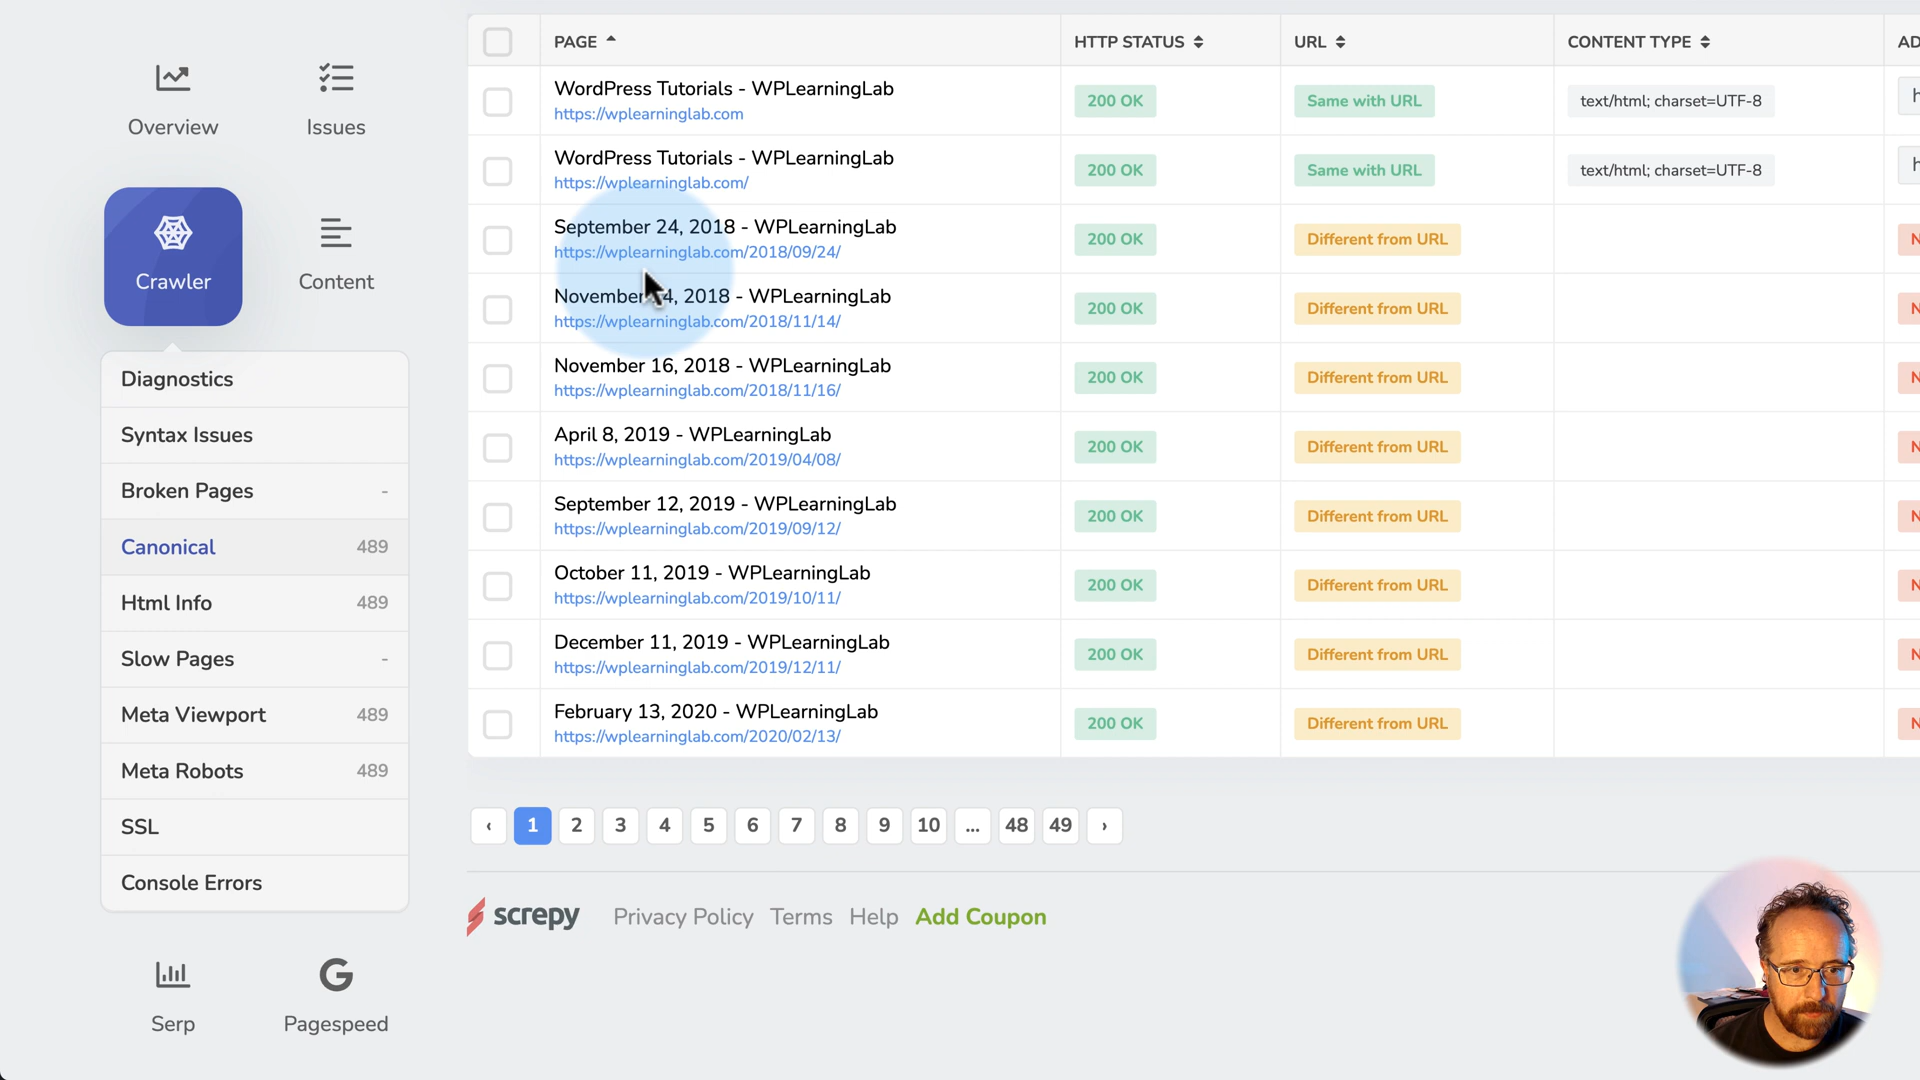 Overview
Issues
Crawler
Content
Diagnostics
Syntax Issues
Broken Pages -
Canonical 489
Html Info 489
Slow Pages -
Meta Viewport 489
Meta Robots 489
SSL
Console Errors
Serp
Pagespeed
PAGE HTTP STATUS URL CONTENT TYPE AD
WordPress Tutorials - WPLearningLab
https://wplearninglab.com
200 OK Same with URL text/html; charset=UTF-8 h
WordPress Tutorials - WPLearningLab
https://wplearninglab.com/
200 OK Same with URL text/html; charset=UTF-8 h
September 24, 2018 - WPLearningLab
https://wplearninglab.com/2018/09/24/
200 OK Different from URL N
November 14, 2018 - WPLearningLab
https://wplearninglab.com/2018/11/14/
200 OK Different from URL N
November 16, 2018 - WPLearningLab
https://wplearninglab.com/2018/11/16/
200 OK Different from URL N
April 8, 2019 - WPLearningLab
https://wplearninglab.com/2019/04/08/
200 OK Different from URL N
September 12, 2019 - WPLearningLab
https://wplearninglab.com/2019/09/12/
200 OK Different from URL N
October 11, 2019 - WPLearningLab
https://wplearninglab.com/2019/10/11/
200 OK Different from URL N
December 11, 2019 - WPLearningLab
https://wplearninglab.com/2019/12/11/
200 OK Different from URL N
February 13, 2020 - WPLearningLab
https://wplearninglab.com/2020/02/13/
200 OK Different from URL N
‹ 1 2 3 4 5 6 7 8 9 10 ... 48 49 ›
screpy Privacy Policy Terms Help Add Coupon